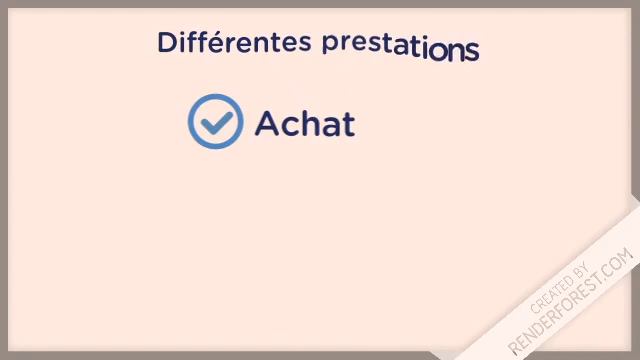 Différentes prestations
Achat
CREATED BY
RENDERFOREST.COM